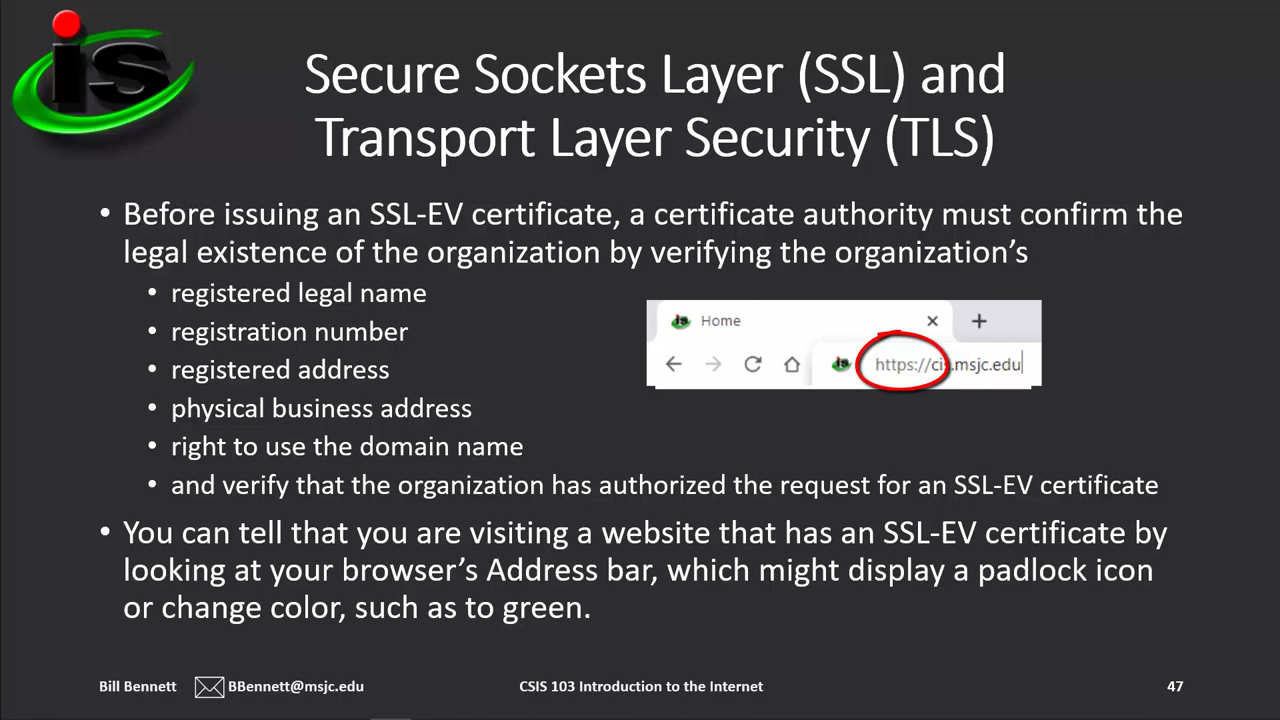 is
Secure Sockets Layer (SSL) and
Transport Layer Security (TLS)
• Before issuing an SSL-EV certificate, a certificate authority must confirm the
legal existence of the organization by verifying the organization’s
• registered legal name
• registration number
• registered address
• physical business address
• right to use the domain name
• and verify that the organization has authorized the request for an SSL-EV certificate
is Home
is https://cis.msjc.edu
• You can tell that you are visiting a website that has an SSL-EV certificate by
looking at your browser’s Address bar, which might display a padlock icon
or change color, such as to green.
Bill Bennett BBennett@msjc.edu CSIS 103 Introduction to the Internet 47